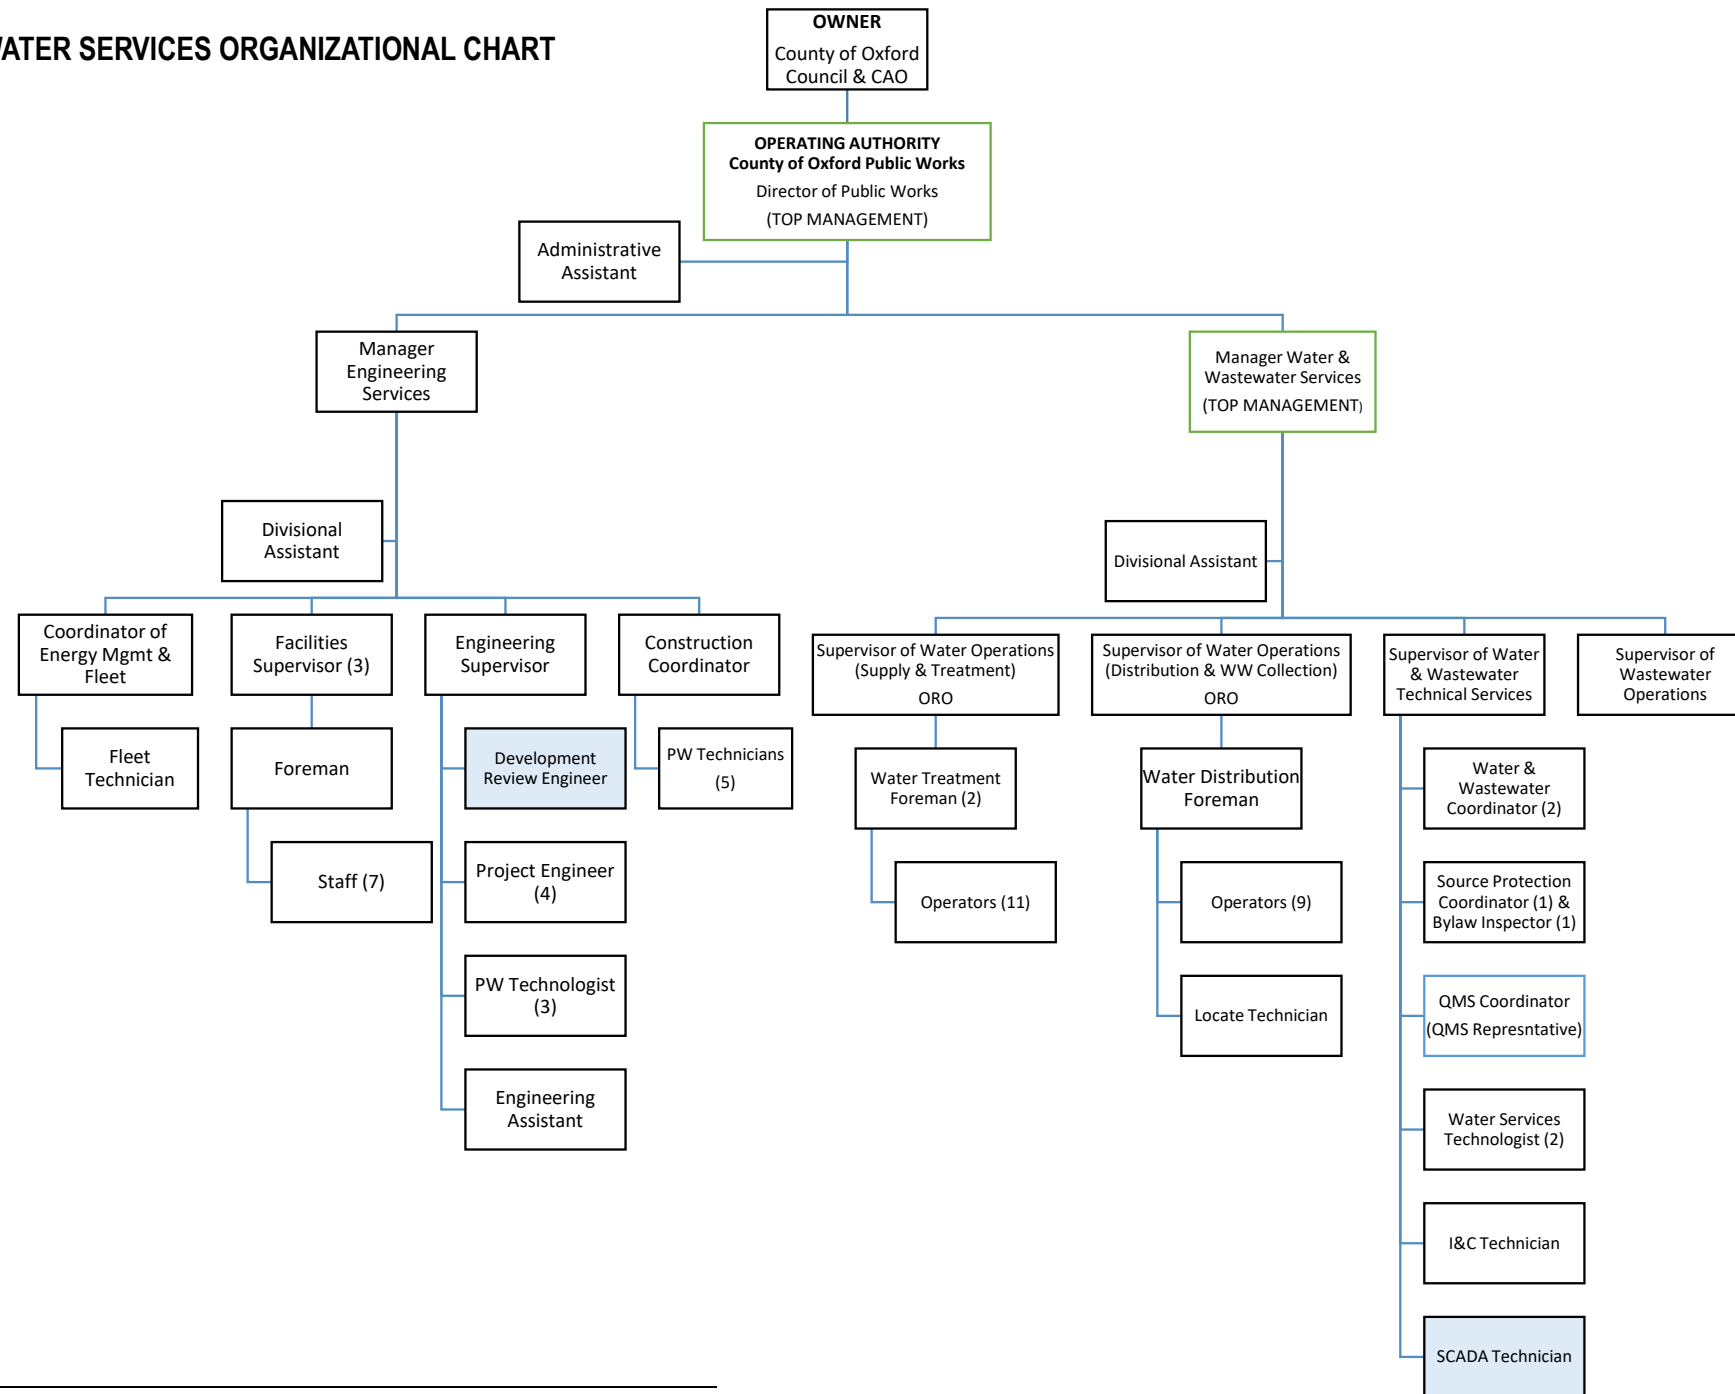 WATER SERVICES ORGANIZATIONAL CHART
OWNER
County of Oxford
Council & CAO
OPERATING AUTHORITY
County of Oxford Public Works
Director of Public Works
(TOP MANAGEMENT)
Administrative
Assistant
Manager
Engineering
Services
Manager Water &
Wastewater Services
(TOP MANAGEMENT)
Divisional
Assistant
Divisional Assistant
Coordinator of
Energy Mgmt &
Fleet
Facilities
Supervisor (3)
Engineering
Supervisor
Construction
Coordinator
Supervisor of Water Operations
(Supply & Treatment)
ORO
Supervisor of Water Operations
(Distribution & WW Collection)
ORO
Supervisor of Water
& Wastewater
Technical Services
Supervisor of
Wastewater
Operations
Fleet
Technician
Foreman
Development
Review Engineer
PW Technicians
(5)
Water Treatment
Foreman (2)
Water Distribution
Foreman
Water &
Wastewater
Coordinator (2)
Staff (7)
Project Engineer
(4)
Operators (11)
Operators (9)
Source Protection
Coordinator (1) &
Bylaw Inspector (1)
PW Technologist
(3)
Locate Technician
QMS Coordinator
(QMS Represntative)
Engineering
Assistant
Water Services
Technologist (2)
I&C Technician
SCADA Technician